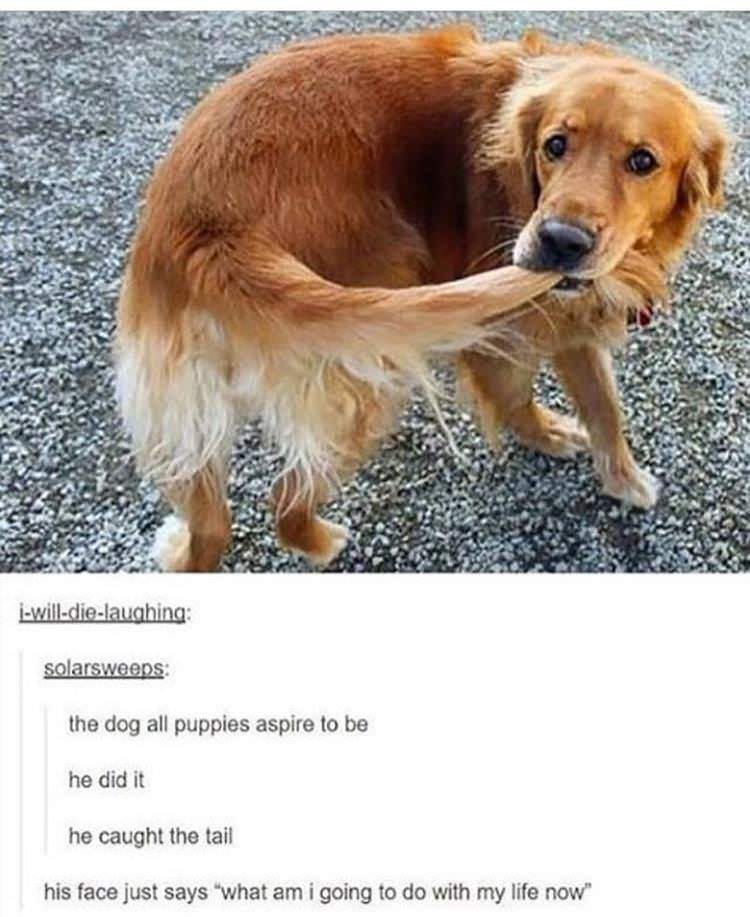 i-will-die-laughing:
solarsweeps:
the dog all puppies aspire to be
he did it
he caught the tail
his face just says “what am i going to do with my life now”